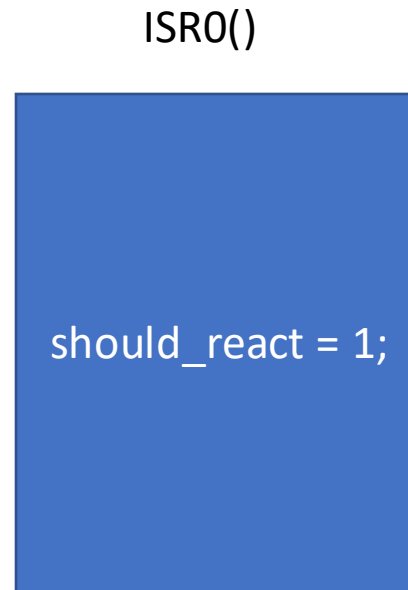 ISR0()
should_react = 1;